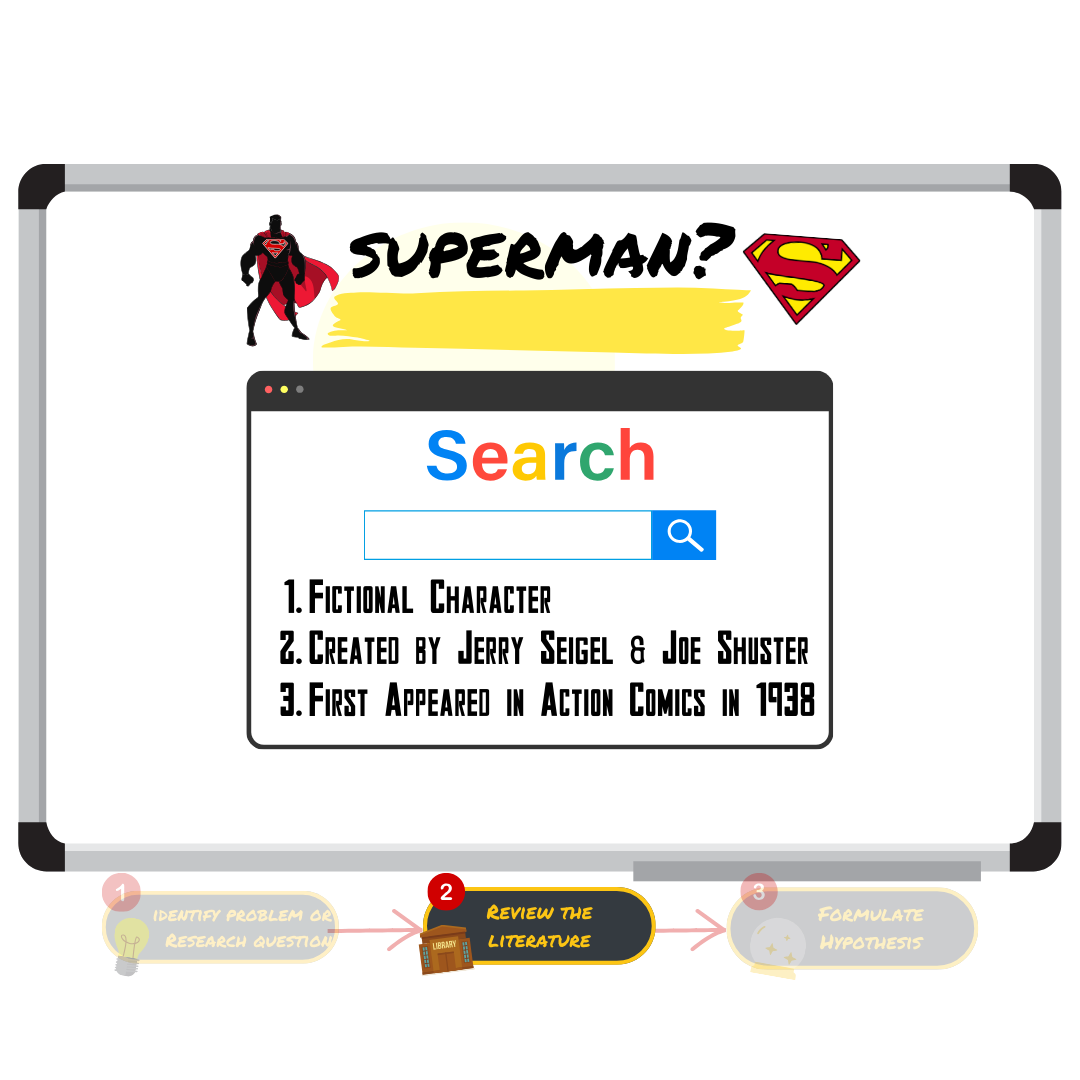 SUPERMAN?
Search
1. Fictional Character
2. Created by Jerry Seigel & Joe Shuster
3. First Appeared in Action Comics in 1938
1
Identify problem or
Research question
2
Review the
literature
LIBRARY
3
Formulate
Hypothesis